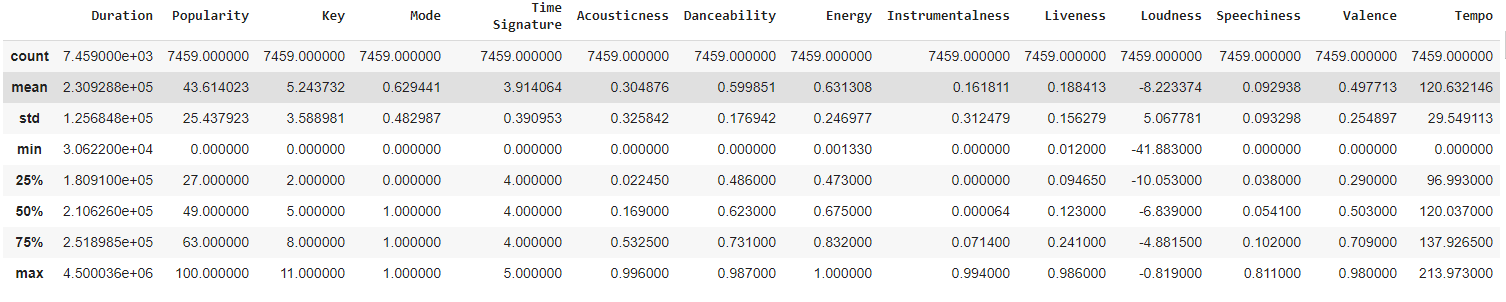 Duration Popularity Key Mode Time Signature Acousticness Danceability Energy Instrumentalness Liveness Loudness Speechiness Valence Tempo
count 7.459000e+03 7459.000000 7459.000000 7459.000000 7459.000000 7459.000000 7459.000000 7459.000000 7459.000000 7459.000000 7459.000000 7459.000000 7459.000000 7459.000000
mean 2.309288e+05 43.614023 5.243732 0.629441 3.914064 0.304876 0.599851 0.631308 0.161811 0.188413 -8.223374 0.092938 0.497713 120.632146
std 1.256848e+05 25.437923 3.588981 0.482987 0.390953 0.325842 0.176942 0.246977 0.312479 0.156279 5.067781 0.093298 0.254897 29.549113
min 3.062200e+04 0.000000 0.000000 0.000000 0.000000 0.000000 0.000000 0.001330 0.000000 0.012000 -41.883000 0.000000 0.000000 0.000000
25% 1.809100e+05 27.000000 2.000000 0.000000 4.000000 0.022450 0.486000 0.473000 0.000000 0.094650 -10.053000 0.038000 0.290000 96.993000
50% 2.106260e+05 49.000000 5.000000 1.000000 4.000000 0.169000 0.623000 0.675000 0.000064 0.123000 -6.839000 0.054100 0.503000 120.037000
75% 2.518985e+05 63.000000 8.000000 1.000000 4.000000 0.532500 0.731000 0.832000 0.071400 0.241000 -4.881500 0.102000 0.709000 137.926500
max 4.500036e+06 100.000000 11.000000 1.000000 5.000000 0.996000 0.987000 1.000000 0.994000 0.986000 -0.819000 0.811000 0.980000 213.973000